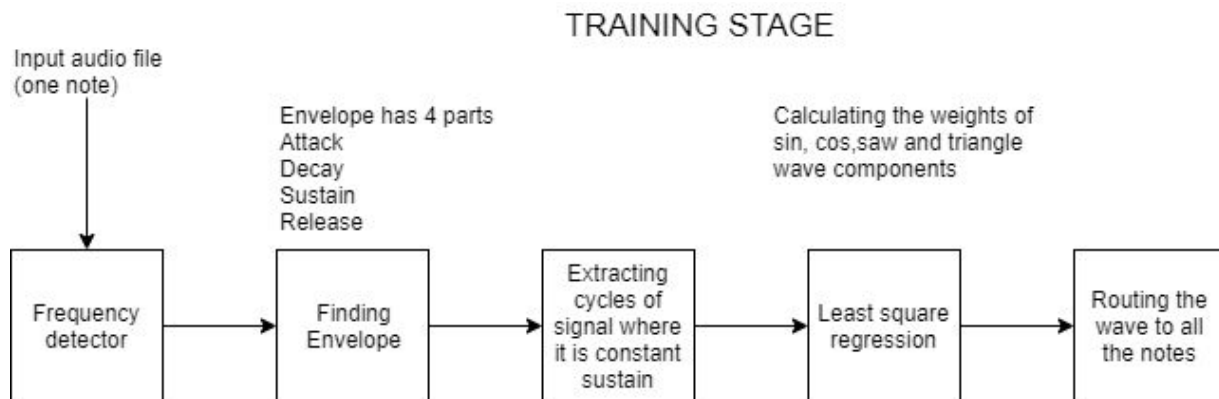 TRAINING STAGE
Input audio file
(one note)
Envelope has 4 parts
Attack
Decay
Sustain
Release
Calculating the weights of
sin, cos,saw and triangle
wave components
Frequency
detector
Finding
Envelope
Extracting
cycles of
signal where
it is constant
sustain
Least square
regression
Routing the
wave to all
the notes